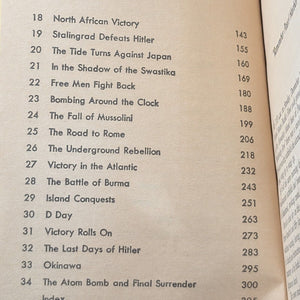 18 North African Victory 143
19 Stalingrad Defeats Hitler 155
20 The Tide Turns Against Japan 160
21 In the Shadow of the Swastika 169
22 Free Men Fight Back 180
23 Bombing Around the Clock 188
24 The Fall of Mussolini 199
25 The Road to Rome 206
26 The Underground Rebellion 218
27 Victory in the Atlantic 232
28 The Battle of Burma 243
29 Island Conquests 251
30 D Day 263
31 Victory Rolls On 273
32 The Last Days of Hitler 283
33 Okinawa 295
34 The Atom Bomb and Final Surrender 300
Index